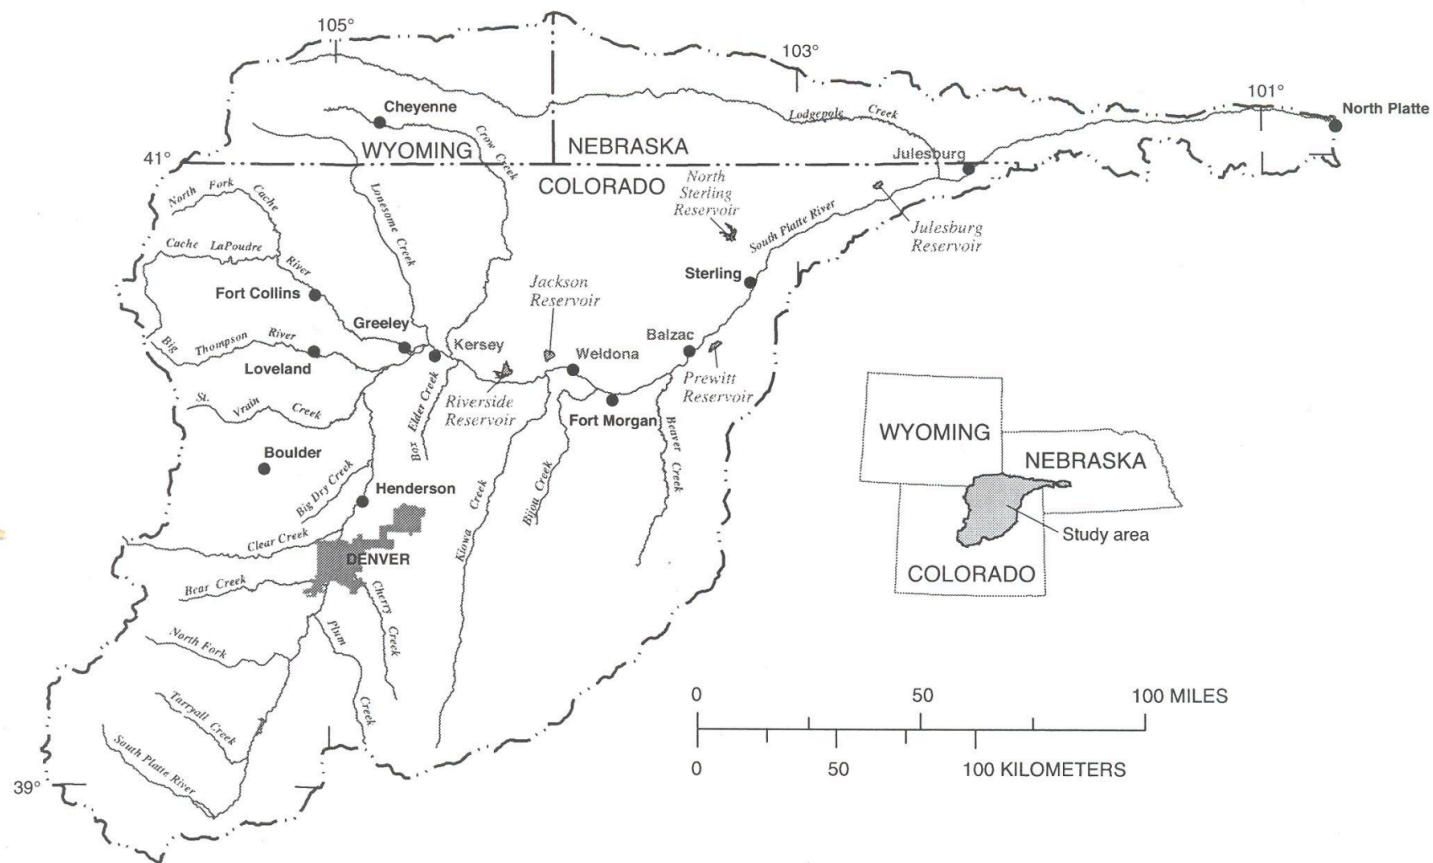 105°
103°
101°
Cheyenne
North Platte
Lodgepole Creek
Crow Creek
41°
WYOMING
NEBRASKA
COLORADO
Julesburg
North Fork Cache
Lonesome Creek
North
Sterling
Reservoir
South Platte River
Julesburg
Reservoir
Cache LaPoudre River
Sterling
Fort Collins
Jackson
Reservoir
Greeley
Kersey
Balzac
Big Thompson River
Weldona
Loveland
Prewitt
Reservoir
Riverside
Reservoir
St. Vrain Creek
Box Elder Creek
Fort Morgan
Beaver Creek
Boulder
Big Dry Creek
Henderson
Kiowa Creek
Bijou Creek
WYOMING
NEBRASKA
Study area
COLORADO
Clear Creek
DENVER
Bear Creek
Cherry Creek
North Fork
Plum Creek
Tarryall Creek
South Platte River
39°
0 50 100 MILES
0 50 100 KILOMETERS